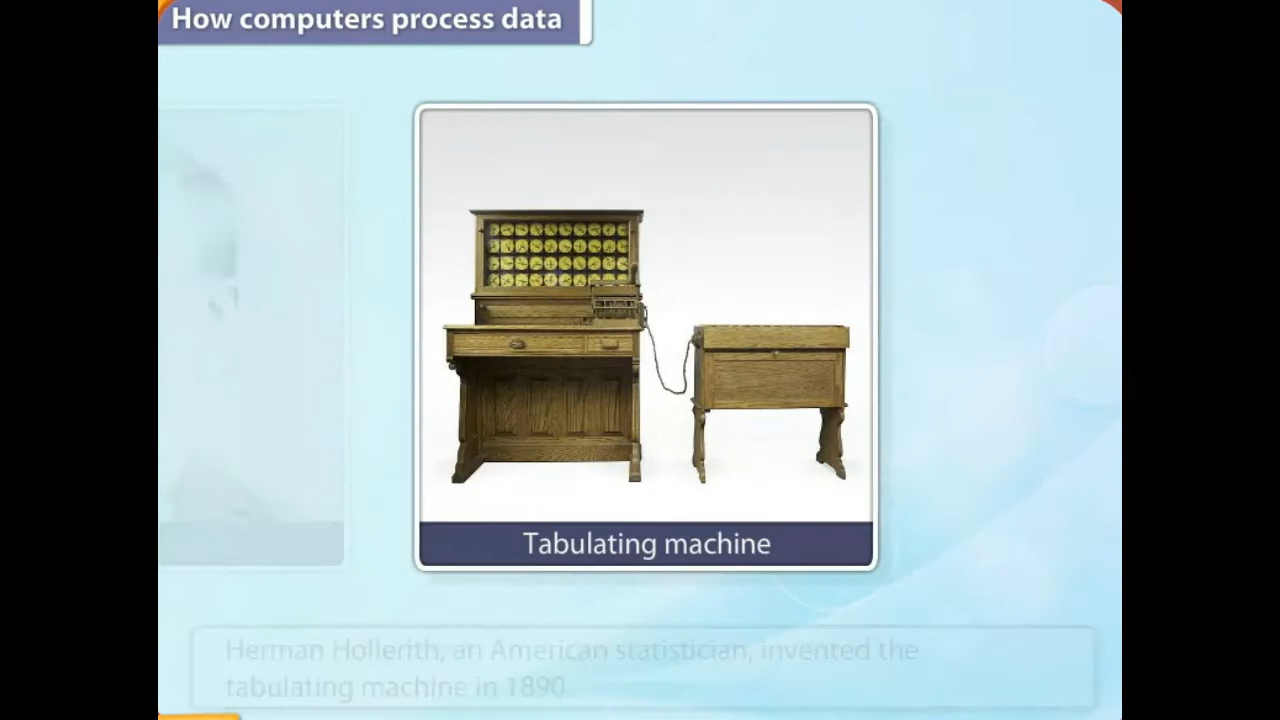 How computers process data
Tabulating machine
Herman Hollerith, an American statistician, invented the
tabulating machine in 1890